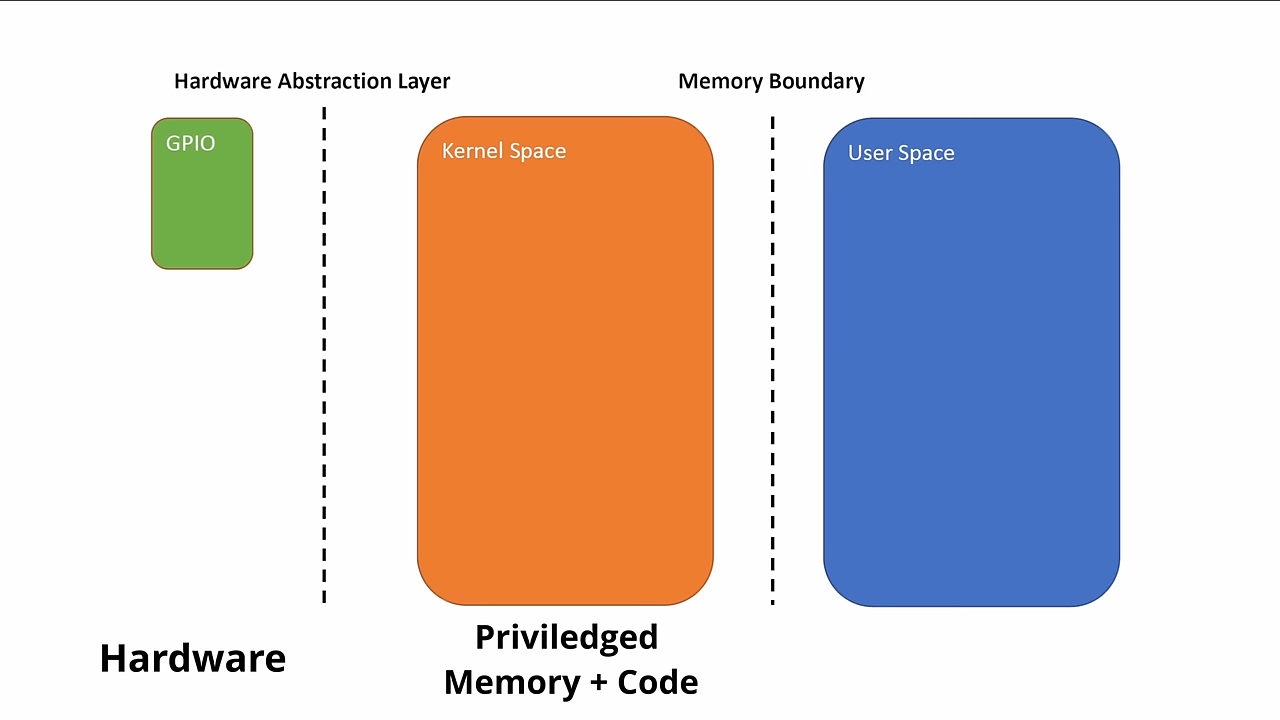 Hardware Abstraction Layer
Memory Boundary
GPIO
Kernel Space
User Space
Hardware
Priviledged
Memory + Code